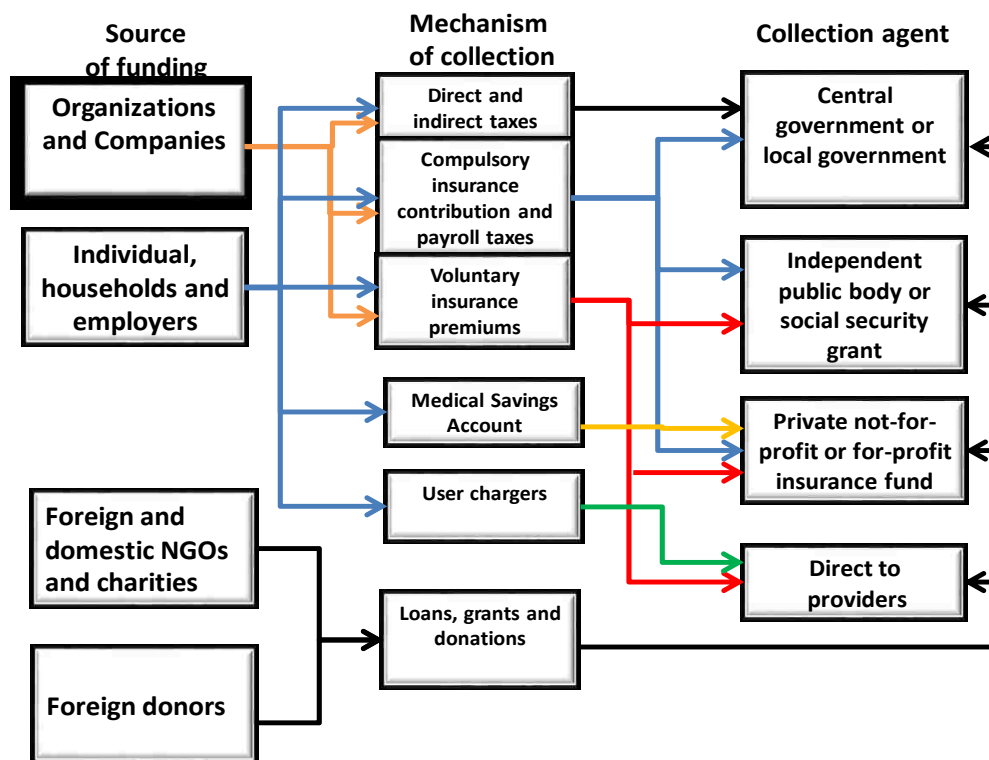 Source
of funding
Organizations
and Companies
Individual,
households and
employers
Foreign and
domestic NGOs
and charities
Foreign donors
Mechanism
of collection
Direct and
indirect taxes
Compulsory
insurance
contribution and
payroll taxes
Voluntary
insurance
premiums
Medical Savings
Account
User chargers
Loans, grants and
donations
Collection agent
Central
government or
local government
Independent
public body or
social security
grant
Private not-for-
profit or for-profit
insurance fund
Direct to
providers